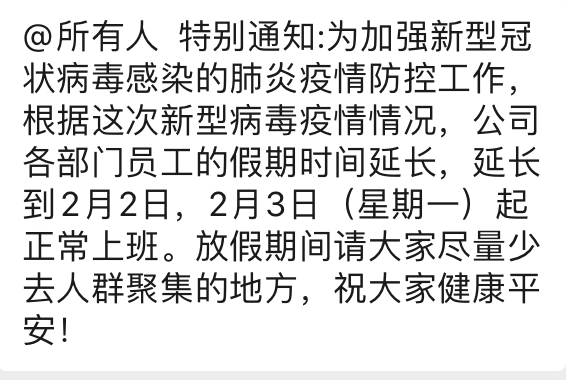 @所有人 特别通知:为加强新型冠
状病毒感染的肺炎疫情防控工作，
根据这次新型病毒疫情情况，公司
各部门员工的假期时间延长，延长
到2月2日，2月3日（星期一）起
正常上班。放假期间请大家尽量少
去人群聚集的地方，祝大家健康平
安！